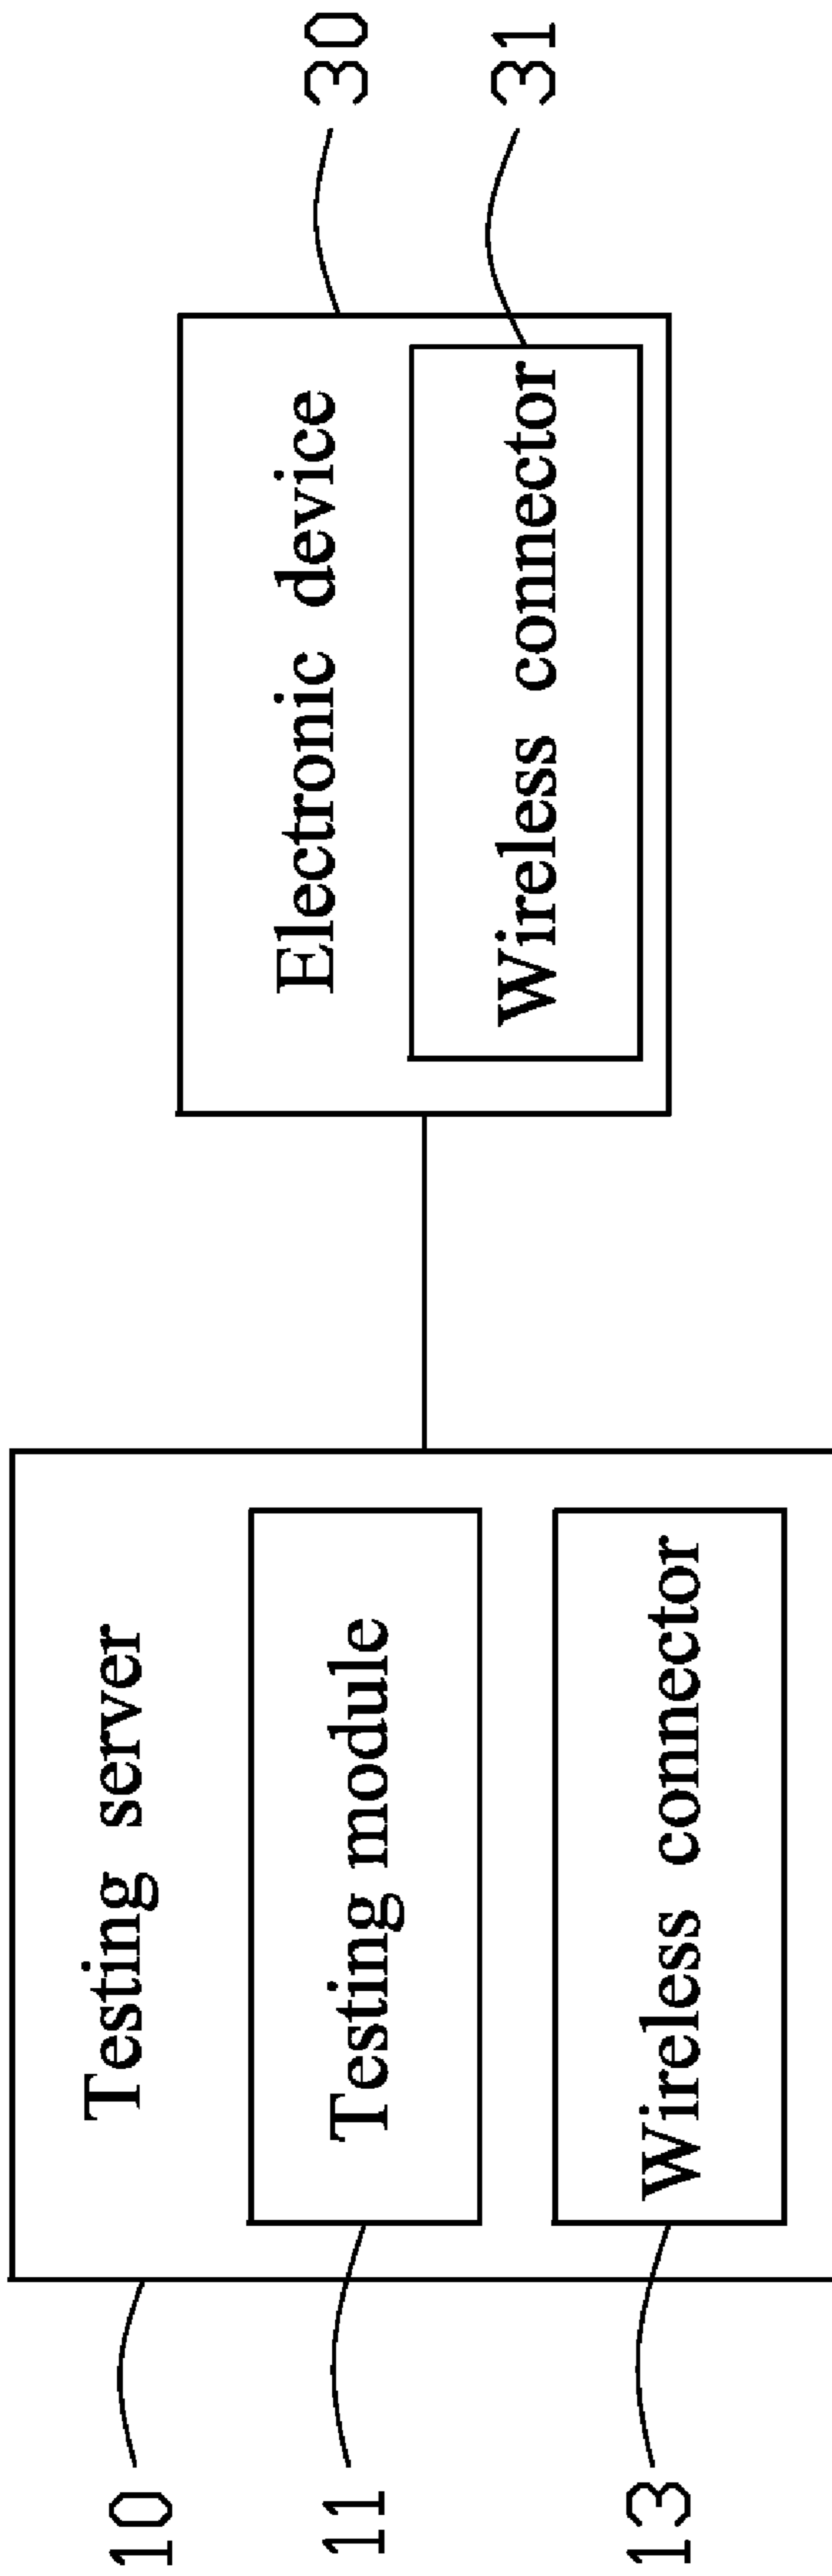 10
Testing server
11
Testing module
13
Wireless connector
Electronic device
30
Wireless connector
31